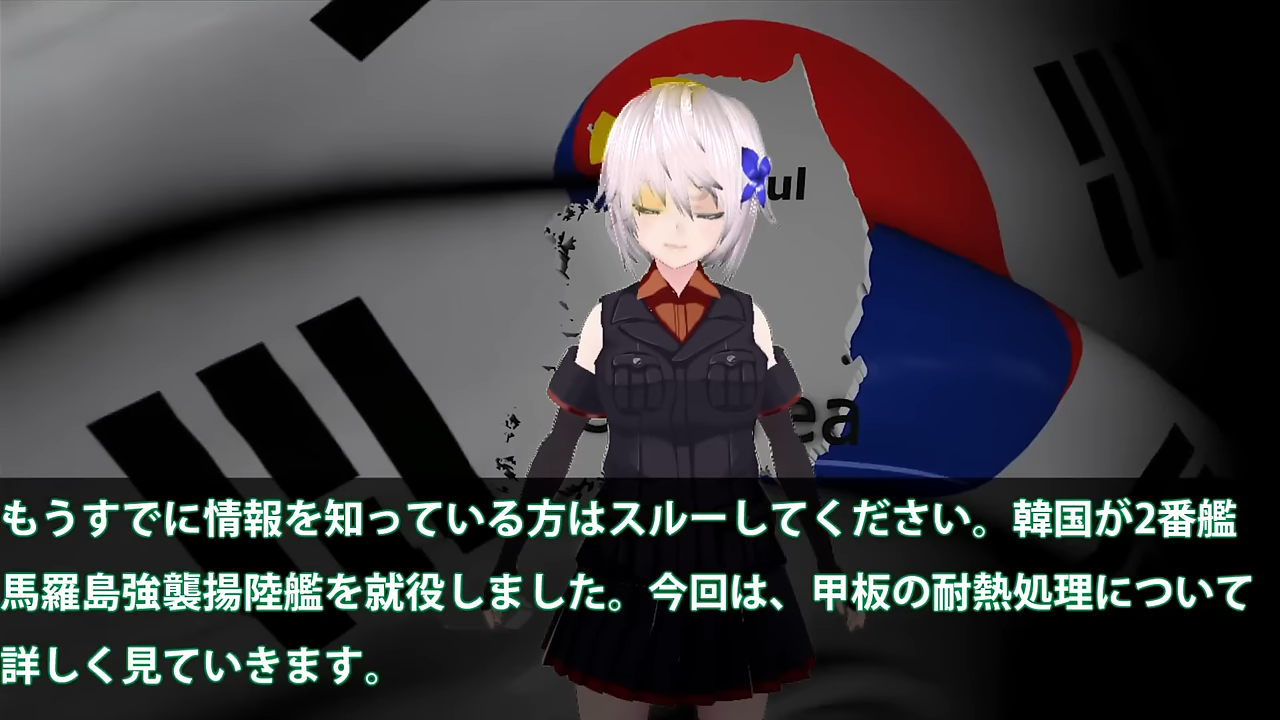 ul
ea
もうすでに情報を知っている方はスルーしてください。韓国が2番艦
馬羅島強襲揚陸艦を就役しました。今回は、甲板の耐熱処理について
詳しく見ていきます。